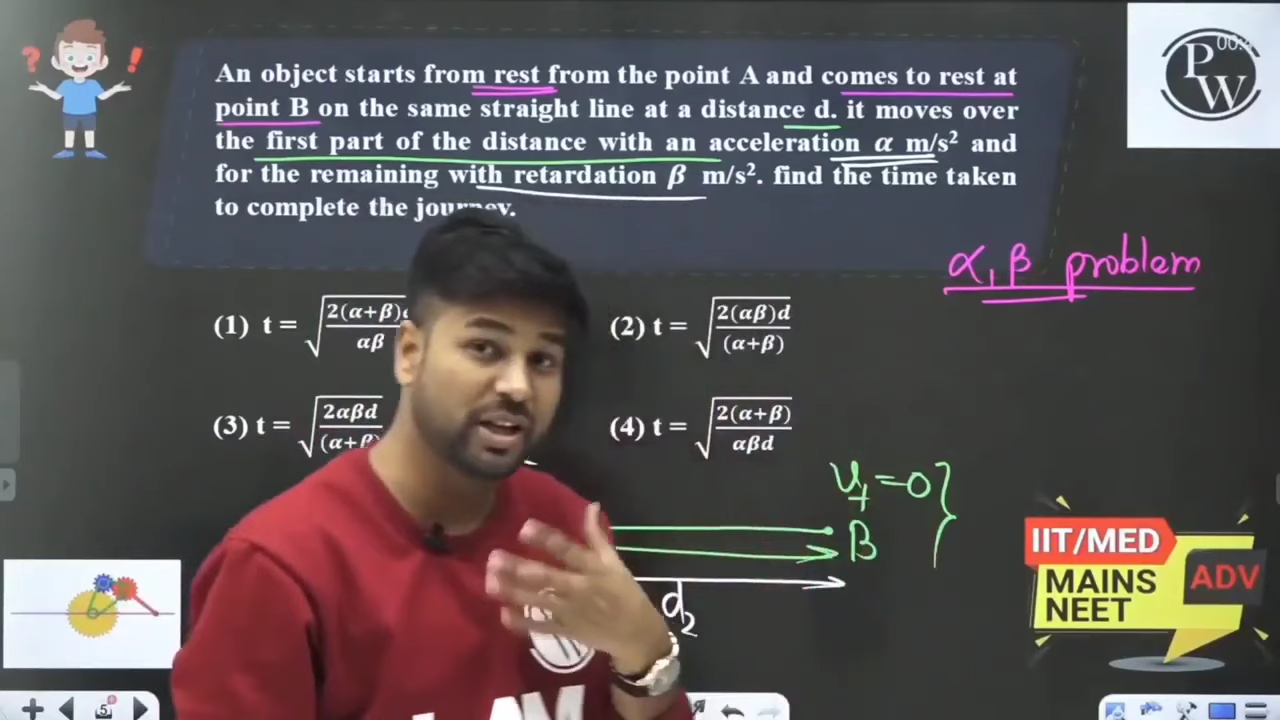 An object starts from rest from the point A and comes to rest at
point B on the same straight line at a distance d. it moves over
the first part of the distance with an acceleration α m/s² and
for the remaining with retardation β m/s². find the time taken
to complete the journey.
α, β problem
(1) t = √2(α+β)
αβ
(2) t = √2(αβ)d
(α+β)
(3) t = √2αβd
(α+β
(4) t = √2(α+β)
αβd
= 0 }
B
d₂
PW
IIT/MED
MAINS
NEET
ADV
5
? !